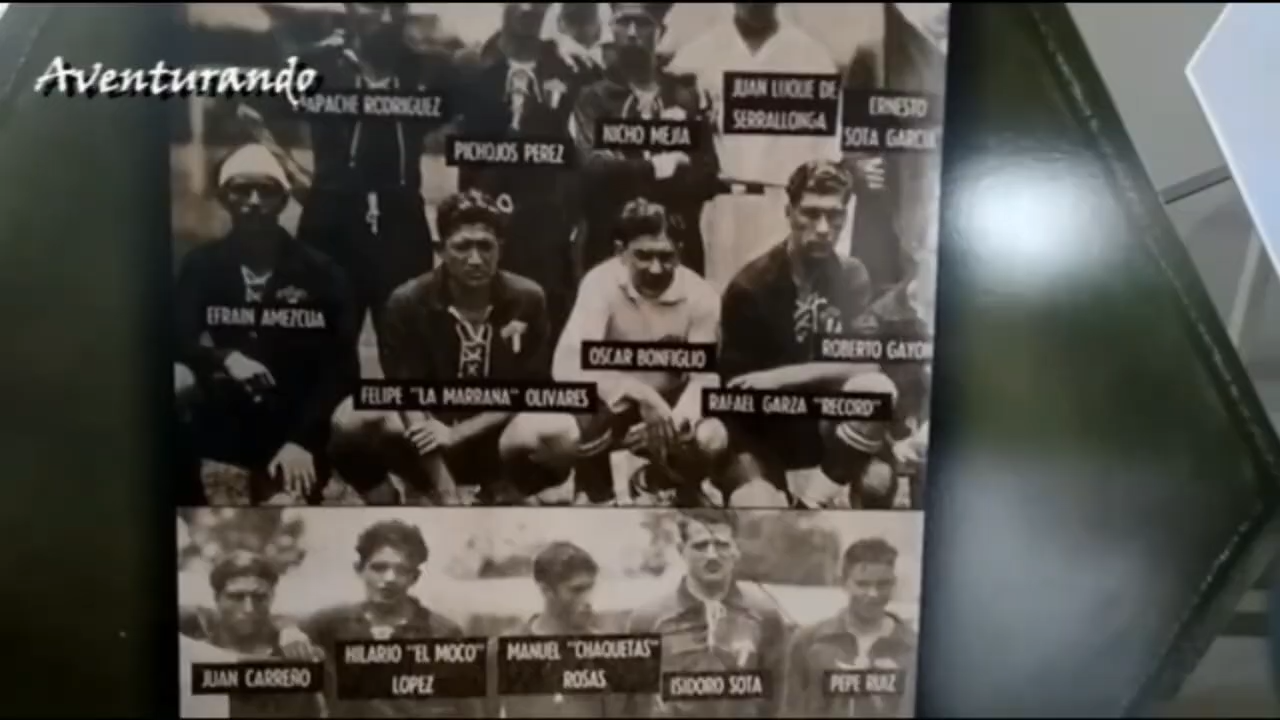 Aventurando
APACHE RODRIGUEZ
PICHOJOS PEREZ
NICHO MEJIA
JUAN LUQUE DE
SERRALLONGA
ERNESTO
SOTA GARCIA
EFRAIN AMEZCUA
FELIPE "LA MARRANA" OLIVARES
OSCAR BONFIGLIO
RAFAEL GARZA "RECORD"
ROBERTO GAYON
JUAN CARREÑO
HILARIO "EL MOCO"
LOPEZ
MANUEL "CHAQUETAS"
ROSAS
ISIDORO SOTA
PEPE RUIZ